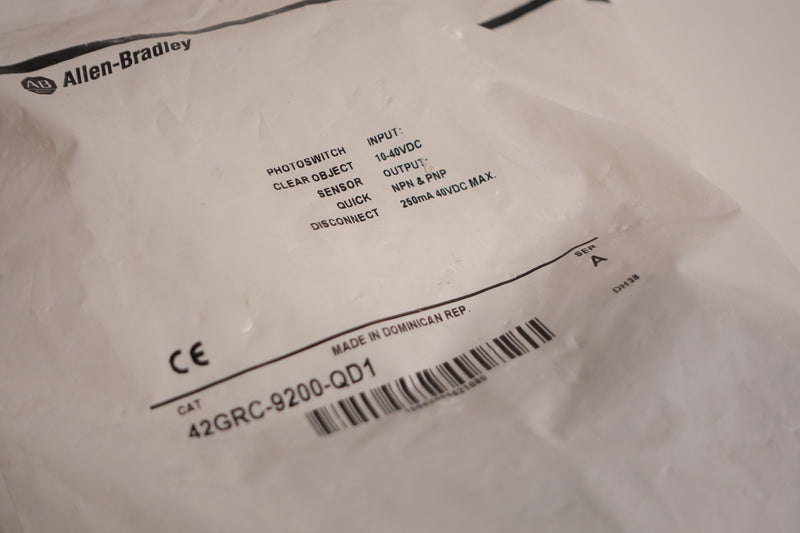 AB Allen-Bradley
PHOTOSWITCH
CLEAR OBJECT
SENSOR
QUICK
DISCONNECT
INPUT:
10-40VDC
OUTPUT:
NPN & PNP
250mA 40VDC MAX.
SER
A
DH38
CE
MADE IN DOMINICAN REP.
CAT
42GRC-9200-QD1